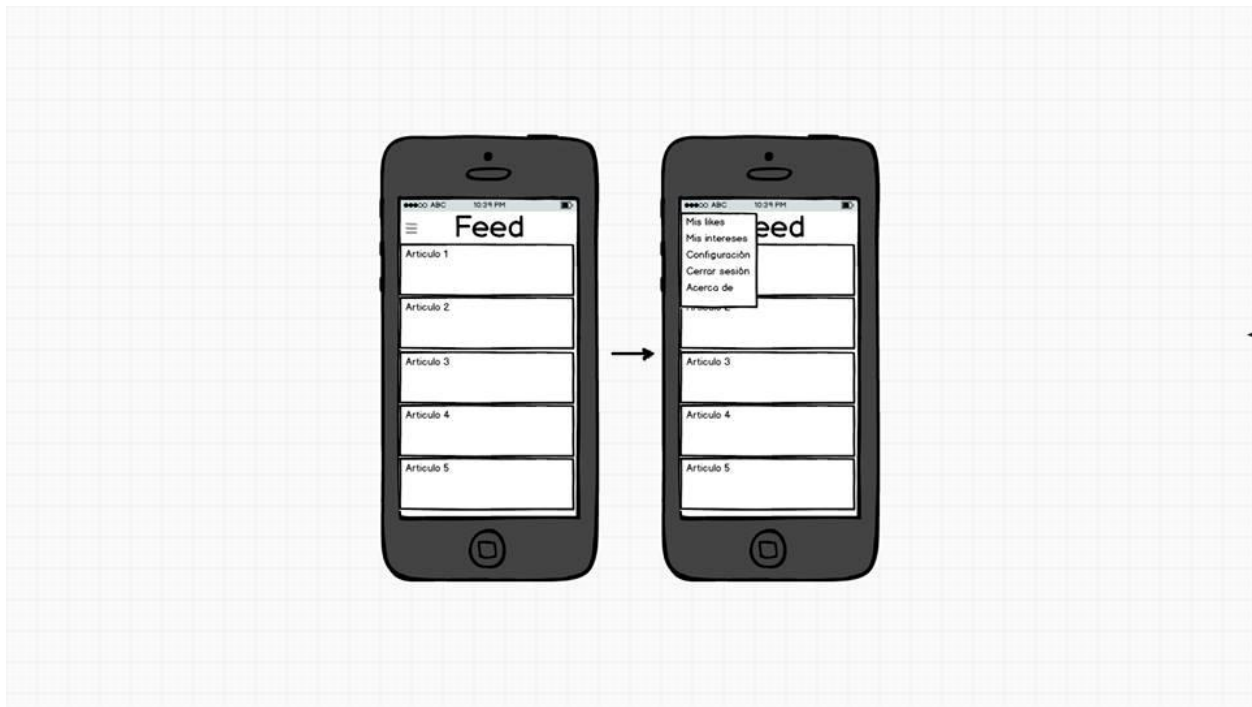 ABC 10:29 PM
Feed
Articulo 1
Articulo 2
Articulo 3
Articulo 4
Articulo 5
ABC 10:29 PM
eed
Mis likes
Mis intereses
Configuración
Cerrar sesión
Acerca de
Articulo 3
Articulo 4
Articulo 5